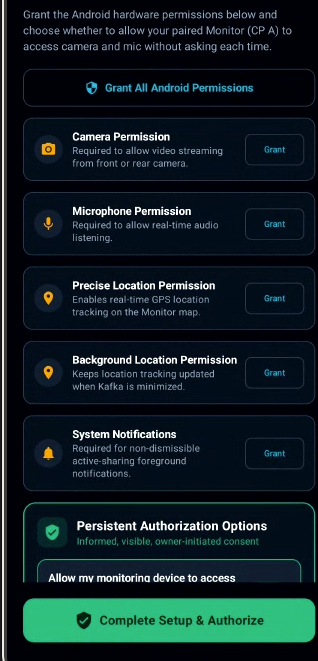 Grant the Android hardware permissions below and
choose whether to allow your paired Monitor (CP A) to
access camera and mic without asking each time.
Grant All Android Permissions
Camera Permission
Required to allow video streaming
from front or rear camera.
Grant
Microphone Permission
Required to allow real-time audio
listening.
Grant
Precise Location Permission
Enables real-time GPS location
tracking on the Monitor map.
Grant
Background Location Permission
Keeps location tracking updated
when Kafka is minimized.
Grant
System Notifications
Required for non-dismissible
active-sharing foreground
notifications.
Grant
Persistent Authorization Options
Informed, visible, owner-initiated consent
Allow my monitoring device to access
Complete Setup & Authorize